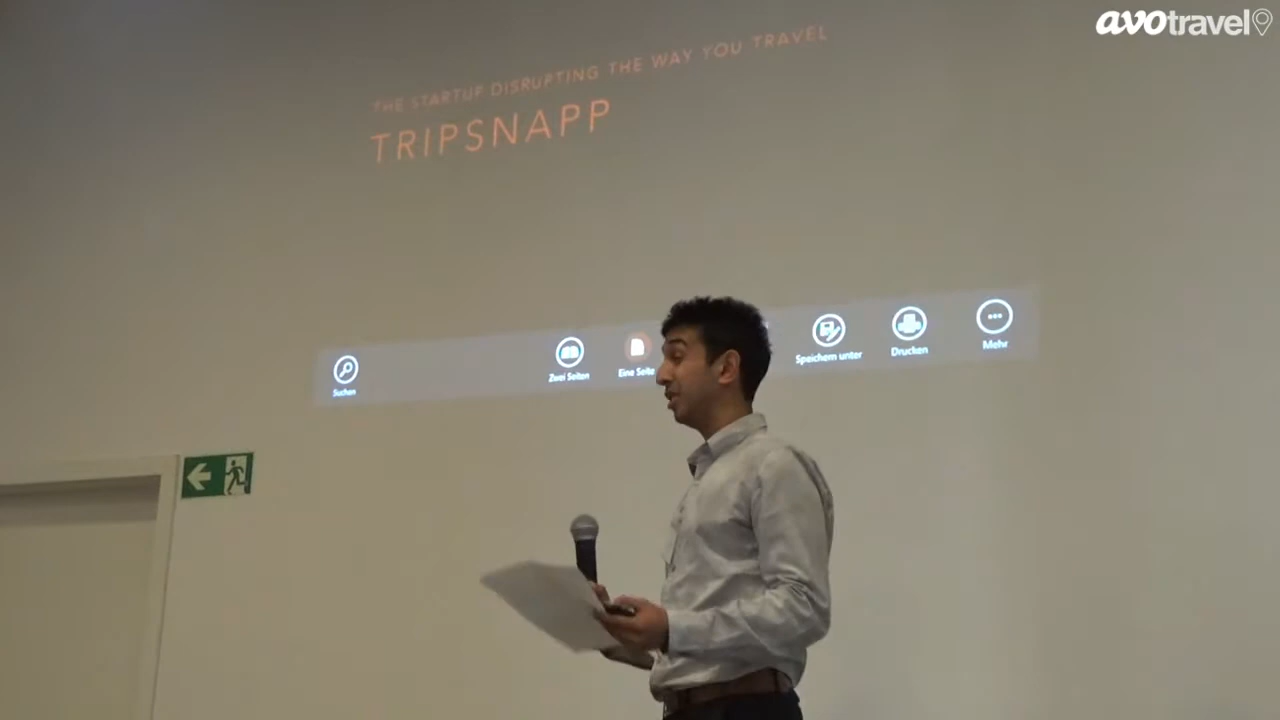 avotravel
THE STARTUP DISRUPTING THE WAY YOU TRAVEL
TRIPSNAPP
Suchen
Zwei Seiten
Eine Seite
Speichern unter
Drucken
Mehr